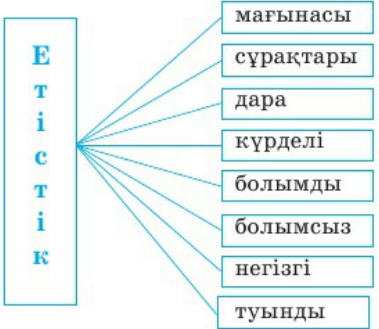 Етістік
мағынасы
сұрақтары
дара
күрделі
болымды
болымсыз
негізгі
туынды